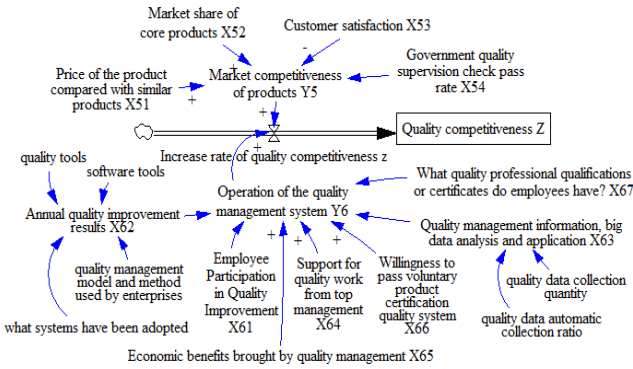 Market share of
core products X52
Customer satisfaction X53
-
Government quality
supervision check pass
rate X54
Price of the product
compared with similar
products X51
+
+
Market competitiveness
of products Y5
+
Quality competitiveness Z
+
Increase rate of quality competitiveness z
quality tools
software tools
Operation of the quality
management system Y6
What quality professional qualifications
or certificates do employees have? X67
Annual quality improvement
results X62
Quality management information, big
data analysis and application X63
+
+
+
+
quality management
model and method
used by enterprises
Employee
Participation
in Quality
Improvement
X61
Support for
quality work
from top
management
X64
Willingness to
pass voluntary
product
certification
quality system
X66
quality data collection
quantity
quality data automatic
collection ratio
what systems have been adopted
Economic benefits brought by quality management X65